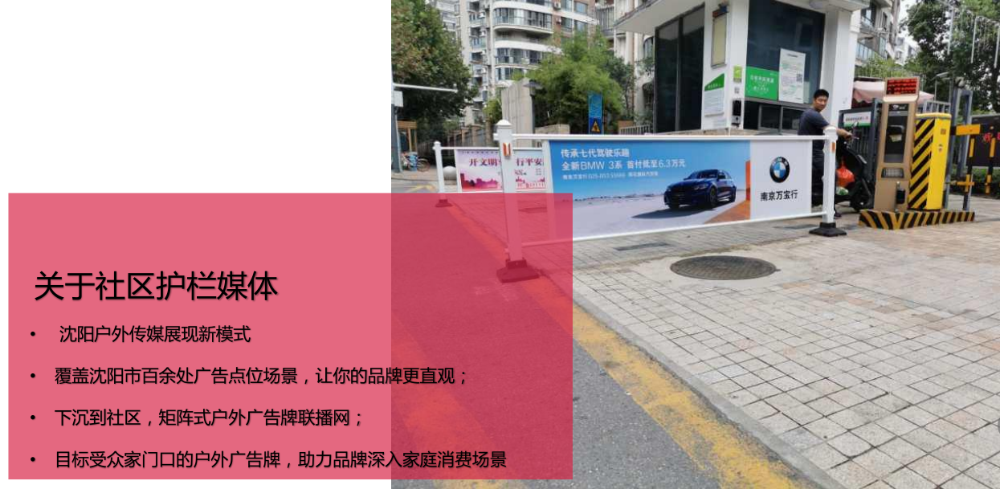 关于社区护栏媒体
• 沈阳户外传媒展现新模式
• 覆盖沈阳市百余处广告点位场景，让你的品牌更直观；
• 下沉到社区，矩阵式户外广告牌联播网；
• 目标受众家门口的户外广告牌，助力品牌深入家庭消费场景
传承七代驾驶乐趣
全新BMW 3系 首付低至6.3万元
南京万宝行
开文明
行平安